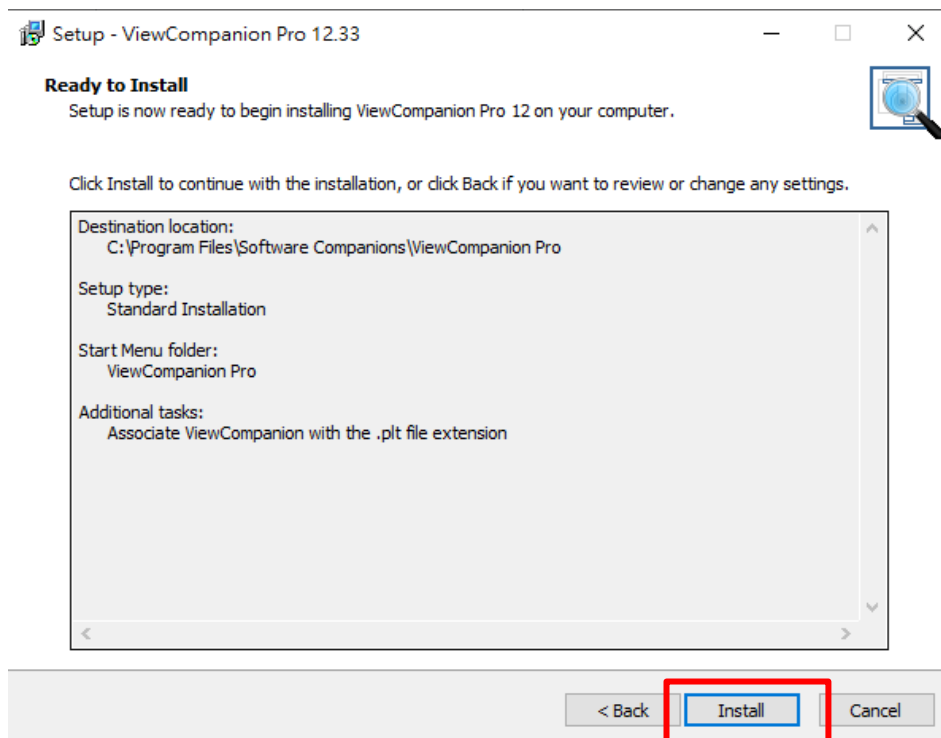 Setup - ViewCompanion Pro 12.33
Ready to Install
Setup is now ready to begin installing ViewCompanion Pro 12 on your computer.
Click Install to continue with the installation, or click Back if you want to review or change any settings.
Destination location:
C:\Program Files\Software Companions\ViewCompanion Pro
Setup type:
Standard Installation
Start Menu folder:
ViewCompanion Pro
Additional tasks:
Associate ViewCompanion with the .plt file extension
< Back Install Cancel